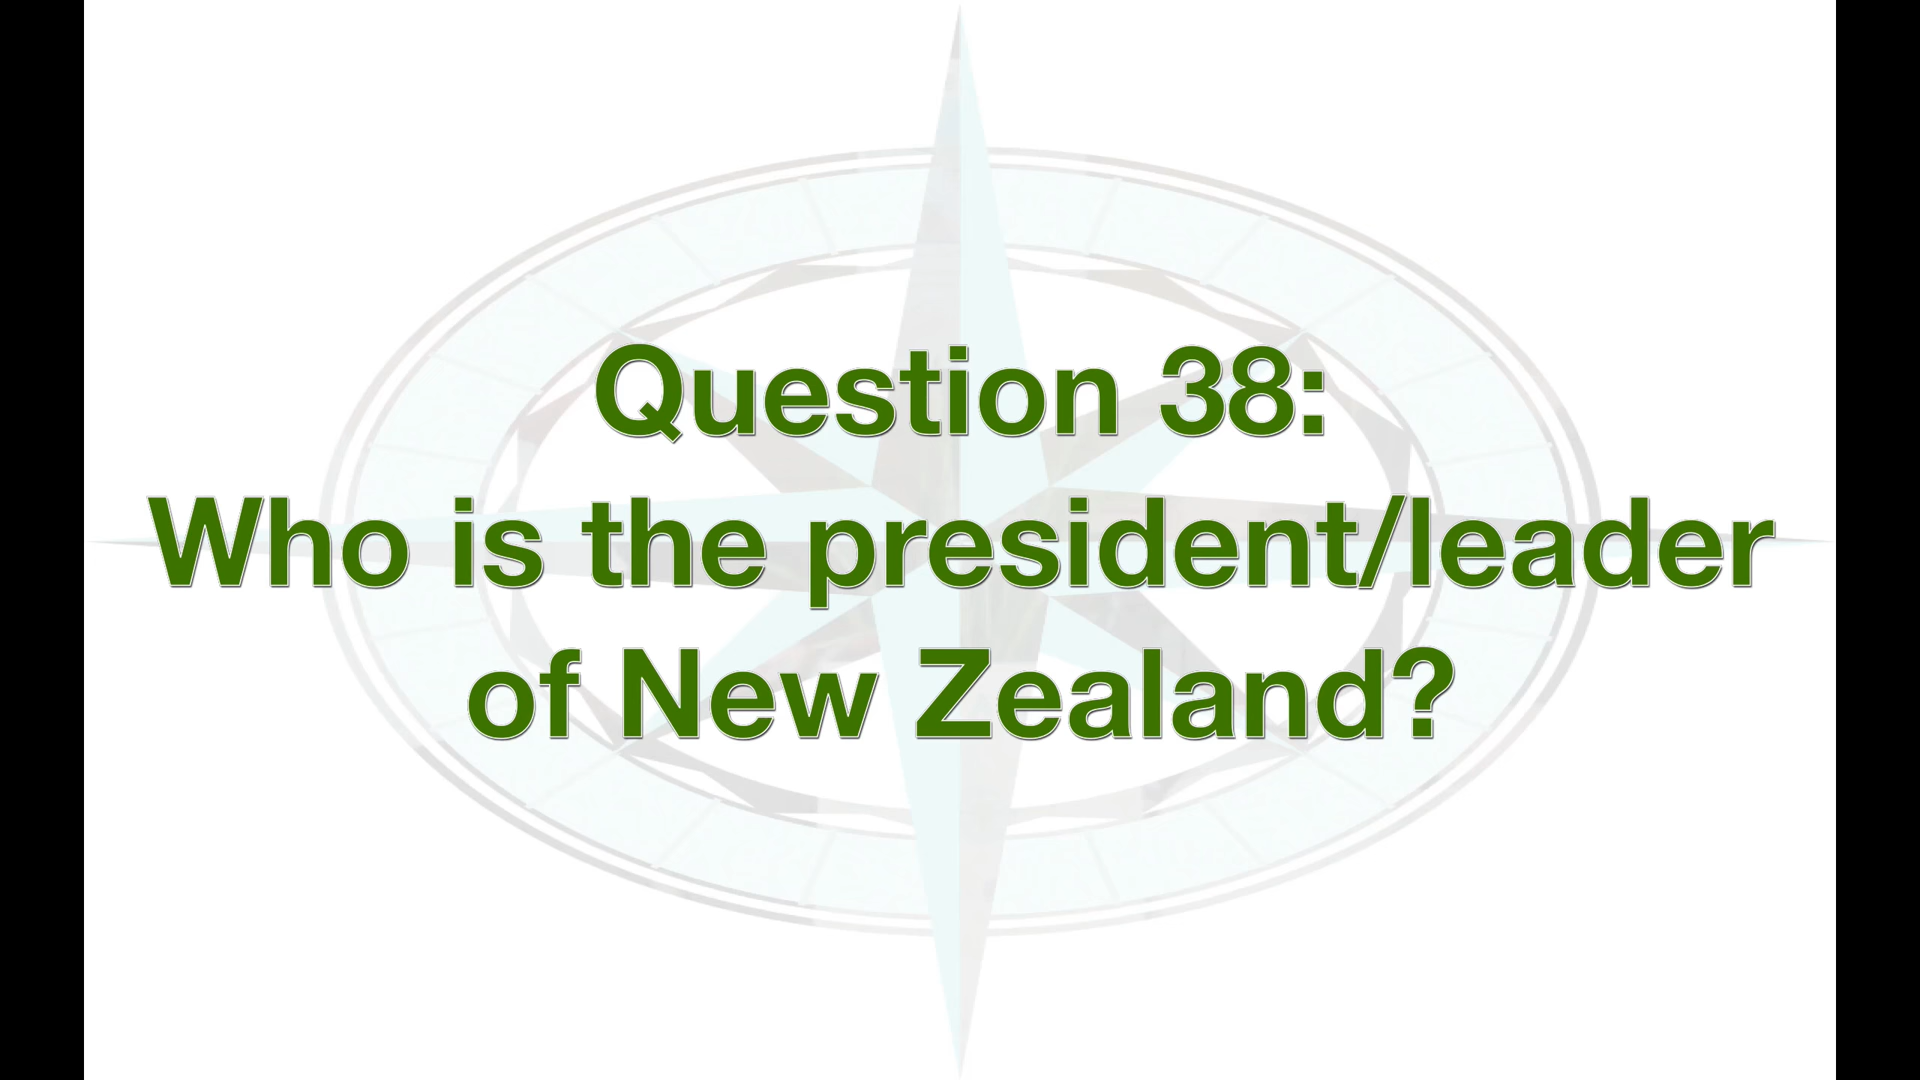 Question 38:
Who is the president/leader
of New Zealand?